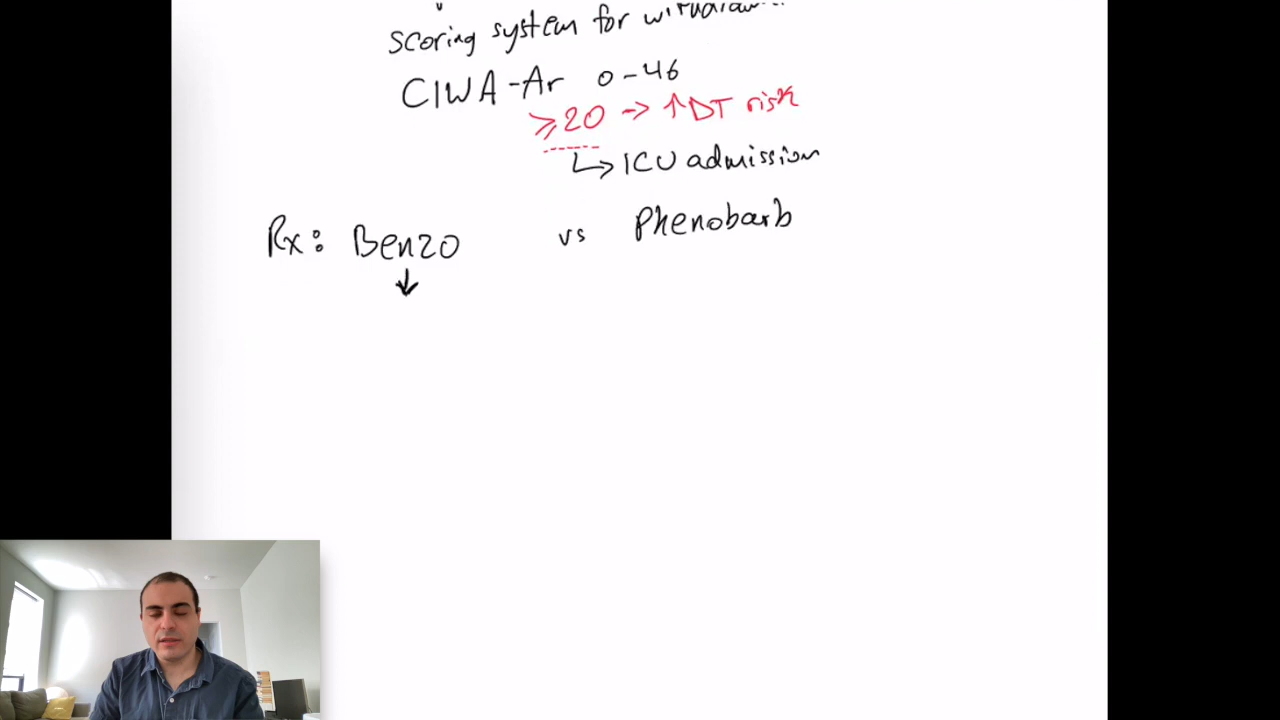 scoring system for
CIWA-Ar 0-46
≥20 → ↑DT risk
↳ ICU admission
Rx: Benzo vs Phenobarb
↓